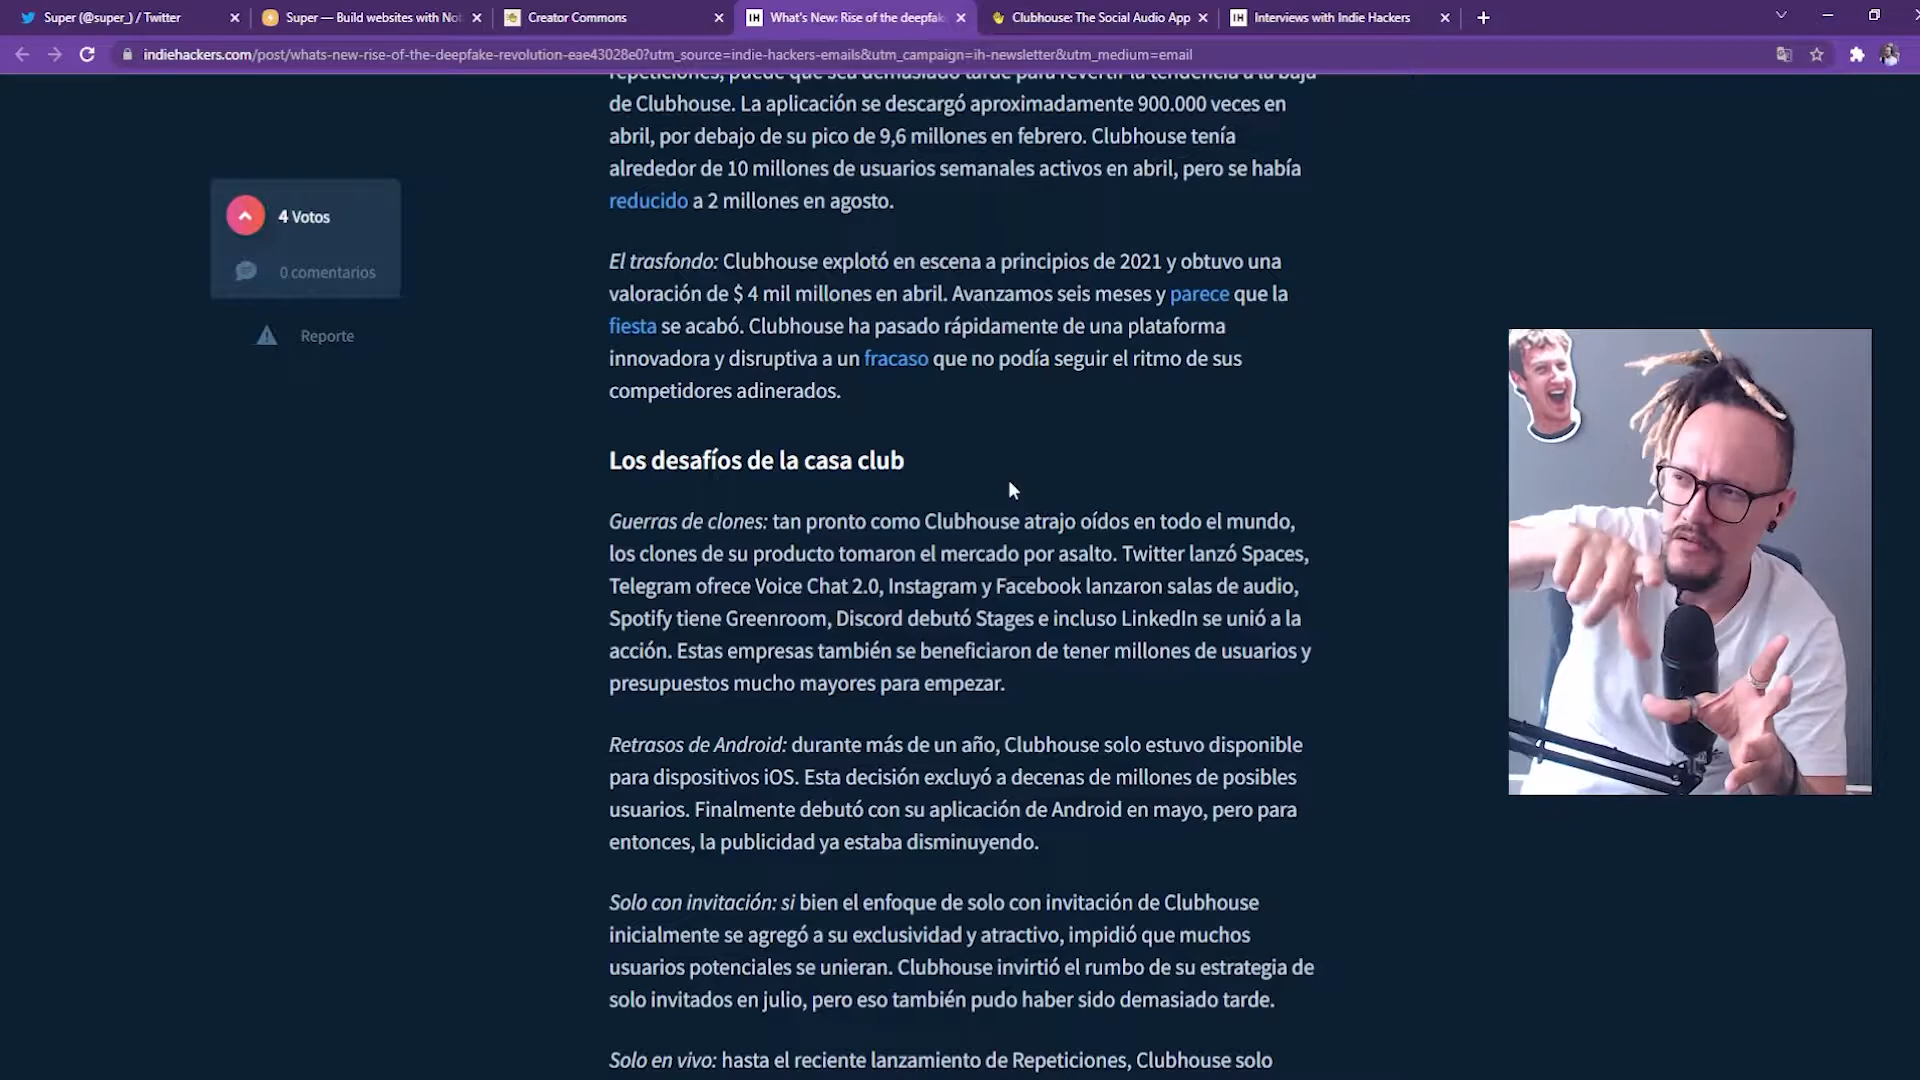 Super (@super_) / Twitter
Super — Build websites with Not
Creator Commons
What's New: Rise of the deepfak
Clubhouse: The Social Audio App
Interviews with Indie Hackers
indiehackers.com/post/whats-new-rise-of-the-deepfake-revolution-eae43028e0?utm_source=indie-hackers-emails&utm_campaign=ih-newsletter&utm_medium=email
repeticiones, puede que sea demasiado tarde para revertir la tendencia a la baja
de Clubhouse. La aplicación se descargó aproximadamente 900.000 veces en
abril, por debajo de su pico de 9,6 millones en febrero. Clubhouse tenía
alrededor de 10 millones de usuarios semanales activos en abril, pero se había
reducido a 2 millones en agosto.
4 Votos
0 comentarios
Reporte
El trasfondo: Clubhouse explotó en escena a principios de 2021 y obtuvo una
valoración de $ 4 mil millones en abril. Avanzamos seis meses y parece que la
fiesta se acabó. Clubhouse ha pasado rápidamente de una plataforma
innovadora y disruptiva a un fracaso que no podía seguir el ritmo de sus
competidores adinerados.
Los desafíos de la casa club
Guerras de clones: tan pronto como Clubhouse atrajo oídos en todo el mundo,
los clones de su producto tomaron el mercado por asalto. Twitter lanzó Spaces,
Telegram ofrece Voice Chat 2.0, Instagram y Facebook lanzaron salas de audio,
Spotify tiene Greenroom, Discord debutó Stages e incluso LinkedIn se unió a la
acción. Estas empresas también se beneficiaron de tener millones de usuarios y
presupuestos mucho mayores para empezar.
Retrasos de Android: durante más de un año, Clubhouse solo estuvo disponible
para dispositivos iOS. Esta decisión excluyó a decenas de millones de posibles
usuarios. Finalmente debutó con su aplicación de Android en mayo, pero para
entonces, la publicidad ya estaba disminuyendo.
Solo con invitación: si bien el enfoque de solo con invitación de Clubhouse
inicialmente se agregó a su exclusividad y atractivo, impidió que muchos
usuarios potenciales se unieran. Clubhouse invirtió el rumbo de su estrategia de
solo invitados en julio, pero eso también pudo haber sido demasiado tarde.
Solo en vivo: hasta el reciente lanzamiento de Repeticiones, Clubhouse solo